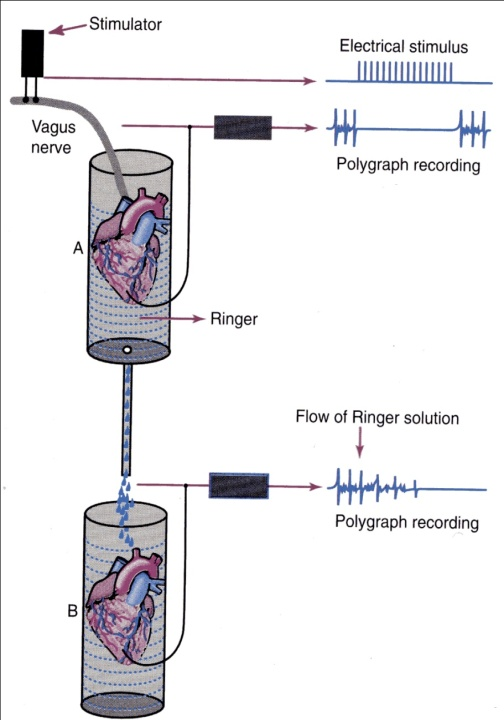 Stimulator
Electrical stimulus
Vagus
nerve
Polygraph recording
A
Ringer
Flow of Ringer solution
Polygraph recording
B